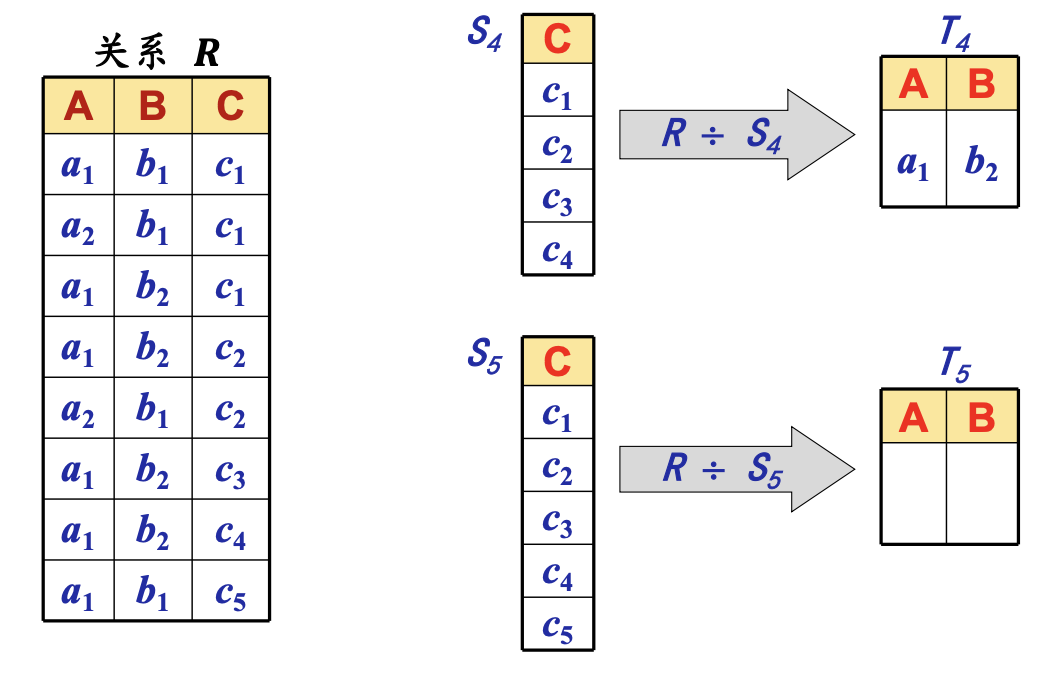 关系 R
A B C
a1 b1 c1
a2 b1 c1
a1 b2 c1
a1 b2 c2
a2 b1 c2
a1 b2 c3
a1 b2 c4
a1 b1 c5
S4
C
c1
c2
c3
c4
R ÷ S4
T4
A B
a1 b2
S5
C
c1
c2
c3
c4
c5
R ÷ S5
T5
A B